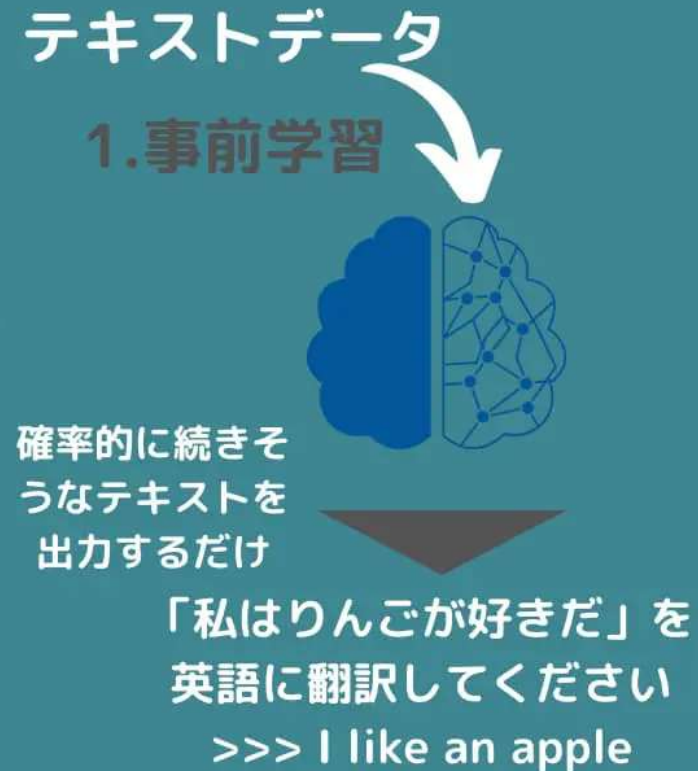 テキストデータ
1.事前学習
確率的に続きそ
うなテキストを
出力するだけ
「私はりんごが好きだ」を
英語に翻訳してください
>>> I like an apple